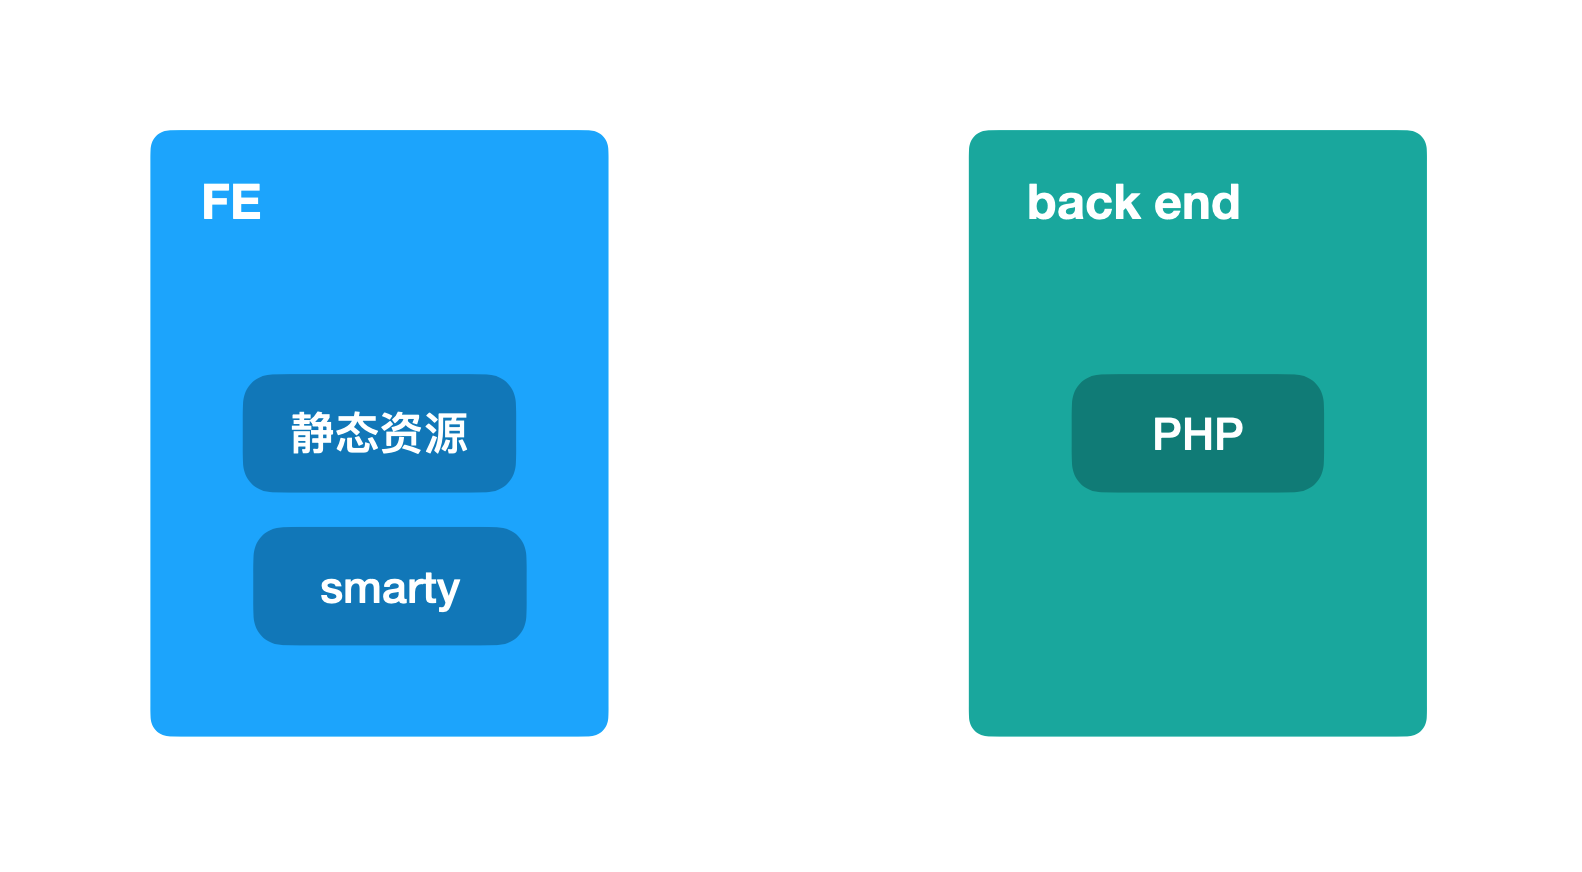 FE
静态资源
smarty
back end
PHP